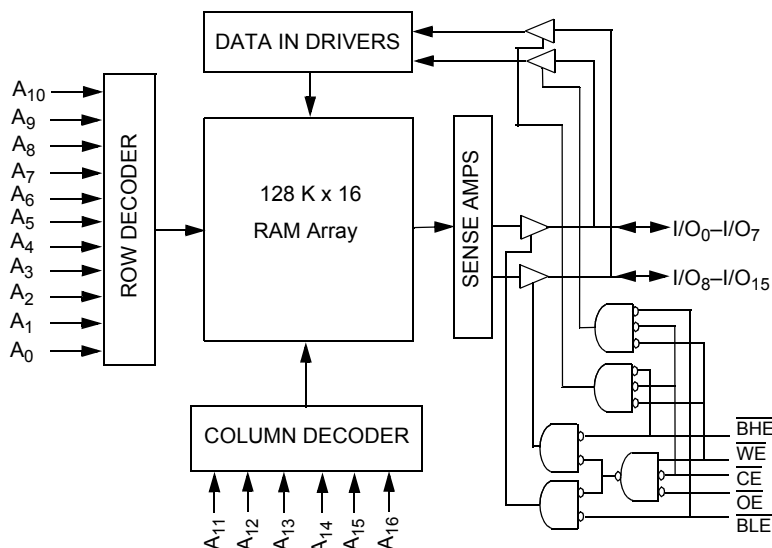 DATA IN DRIVERS
A10
A9
A8
A7
A6
A5
A4
A3
A2
A1
A0
ROW DECODER
128 K x 16
RAM Array
SENSE AMPS
I/O0–I/O7
I/O8–I/O15
COLUMN DECODER
A11
A12
A13
A14
A15
A16
BHE
WE
CE
OE
BLE